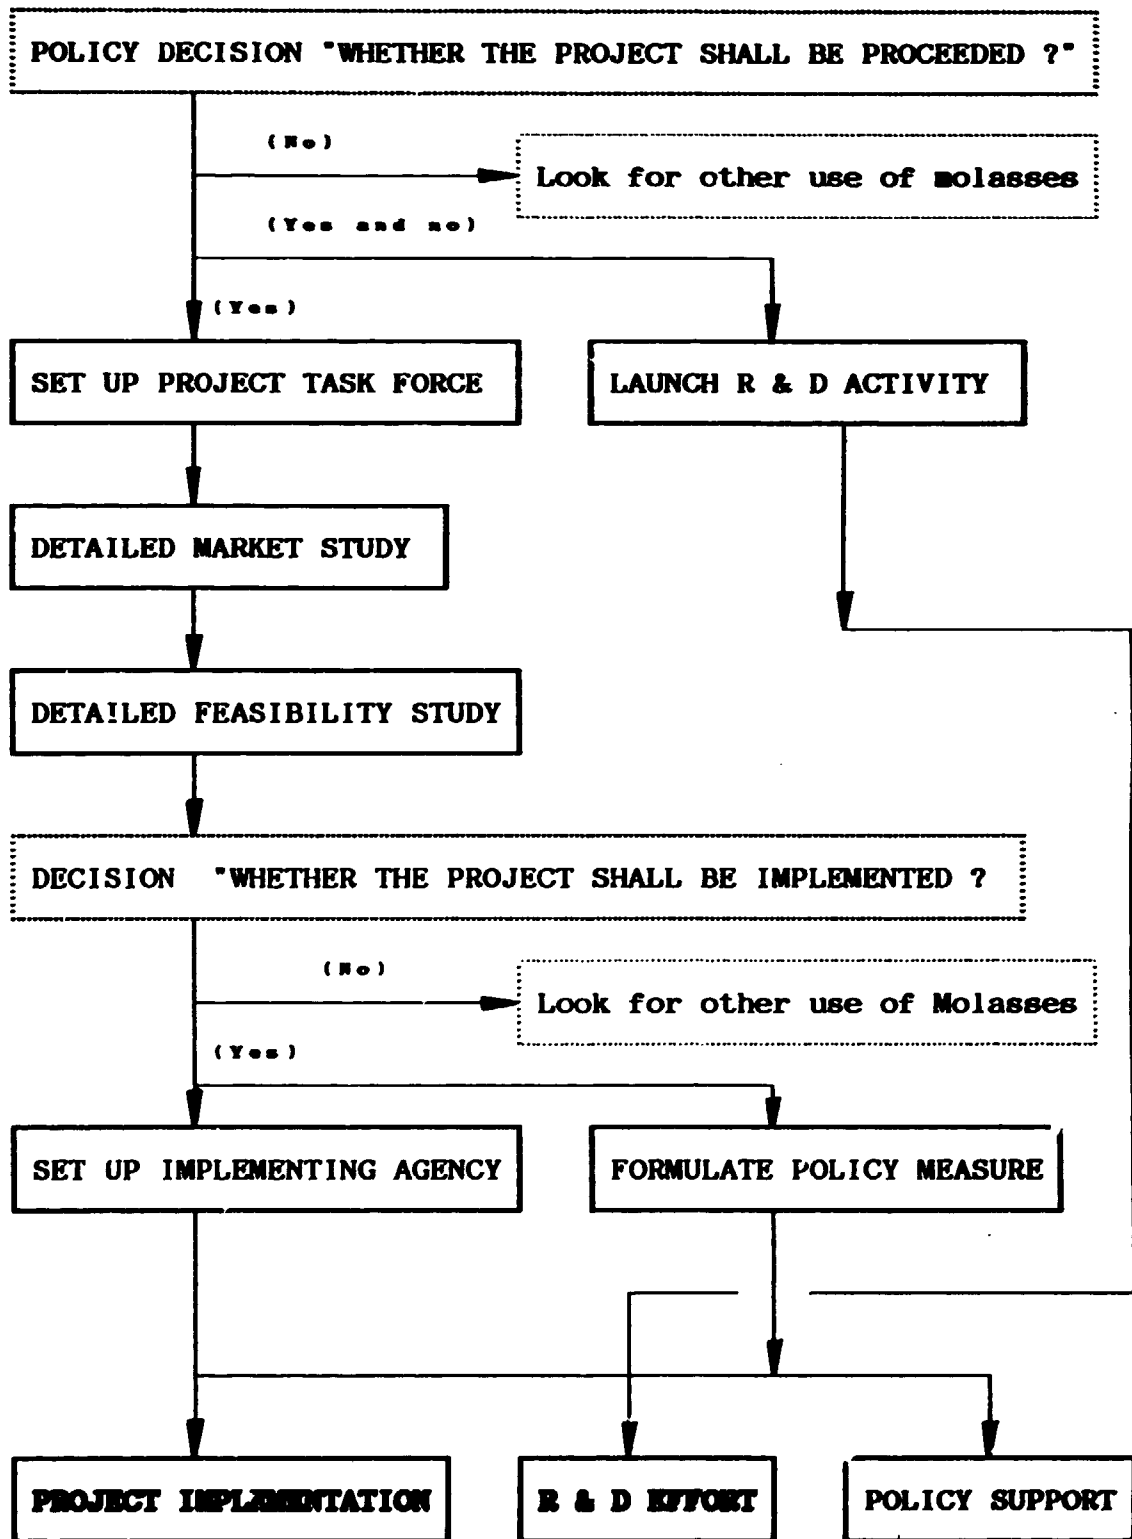 POLICY DECISION "WHETHER THE PROJECT SHALL BE PROCEEDED ?"
(No)
Look for other use of molasses
(Yes and no)
(Yes)
SET UP PROJECT TASK FORCE
LAUNCH R & D ACTIVITY
DETAILED MARKET STUDY
DETAILED FEASIBILITY STUDY
DECISION "WHETHER THE PROJECT SHALL BE IMPLEMENTED ?
(No)
Look for other use of Molasses
(Yes)
SET UP IMPLEMENTING AGENCY
FORMULATE POLICY MEASURE
PROJECT IMPLEMENTATION
R & D EFFORT
POLICY SUPPORT